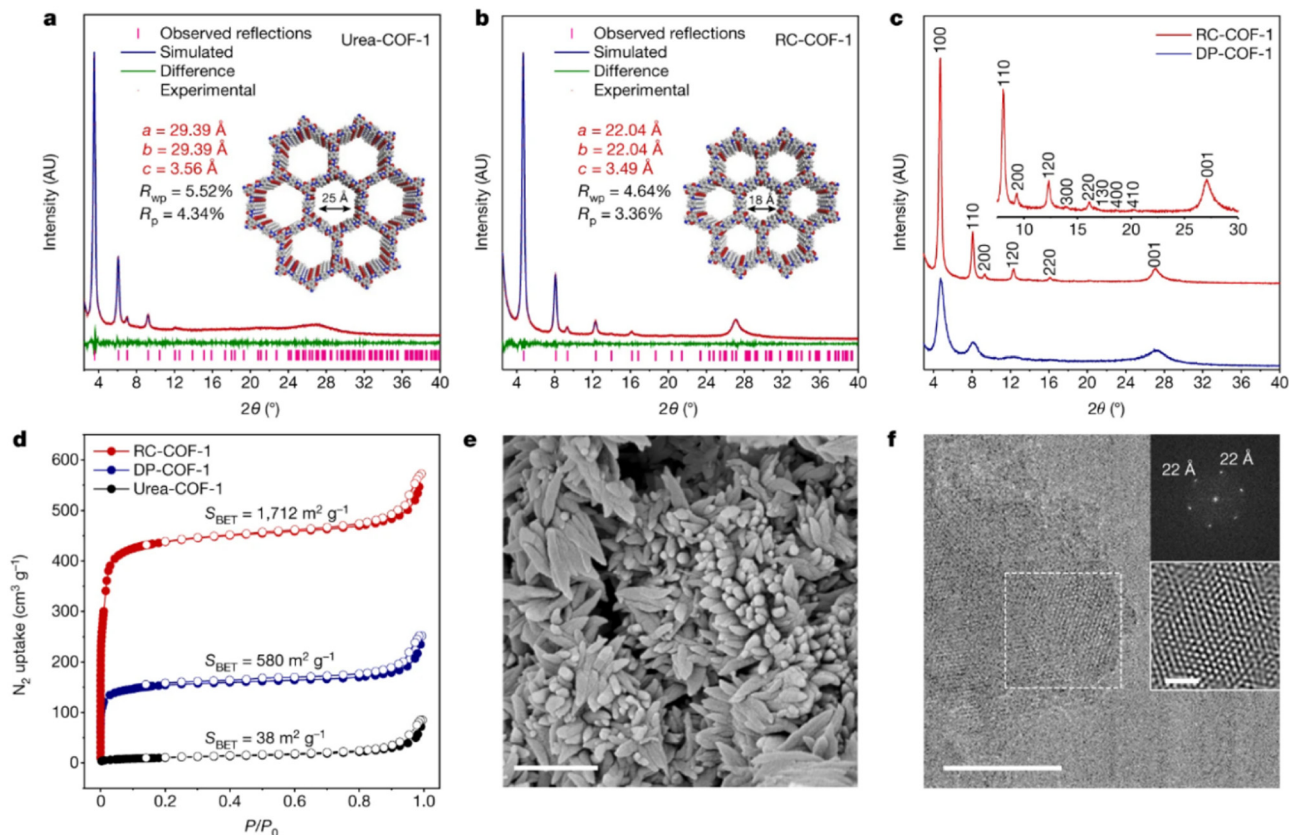 a
Observed reflections
Urea-COF-1
Simulated
Difference
Experimental
a = 29.39 Å
b = 29.39 Å
c = 3.56 Å
Rwp = 5.52%
Rp = 4.34%
25 Å
Intensity (AU)
4 8 12 16 20 24 28 32 36 40
2θ (°)
b
Observed reflections
RC-COF-1
Simulated
Difference
Experimental
a = 22.04 Å
b = 22.04 Å
c = 3.49 Å
Rwp = 4.64%
Rp = 3.36%
18 Å
Intensity (AU)
4 8 12 16 20 24 28 32 36 40
2θ (°)
c
RC-COF-1
DP-COF-1
100
110
200
120
220
001
110
200
120
300
220
130
400
410
001
10 15 20 25 30
Intensity (AU)
4 8 12 16 20 24 28 32 36 40
2θ (°)
d
RC-COF-1
DP-COF-1
Urea-COF-1
SBET = 1,712 m² g⁻¹
SBET = 580 m² g⁻¹
SBET = 38 m² g⁻¹
N₂ uptake (cm³ g⁻¹)
600
500
400
300
200
100
0
0 0.2 0.4 0.6 0.8 1.0
P/P₀
e
f
22 Å 22 Å